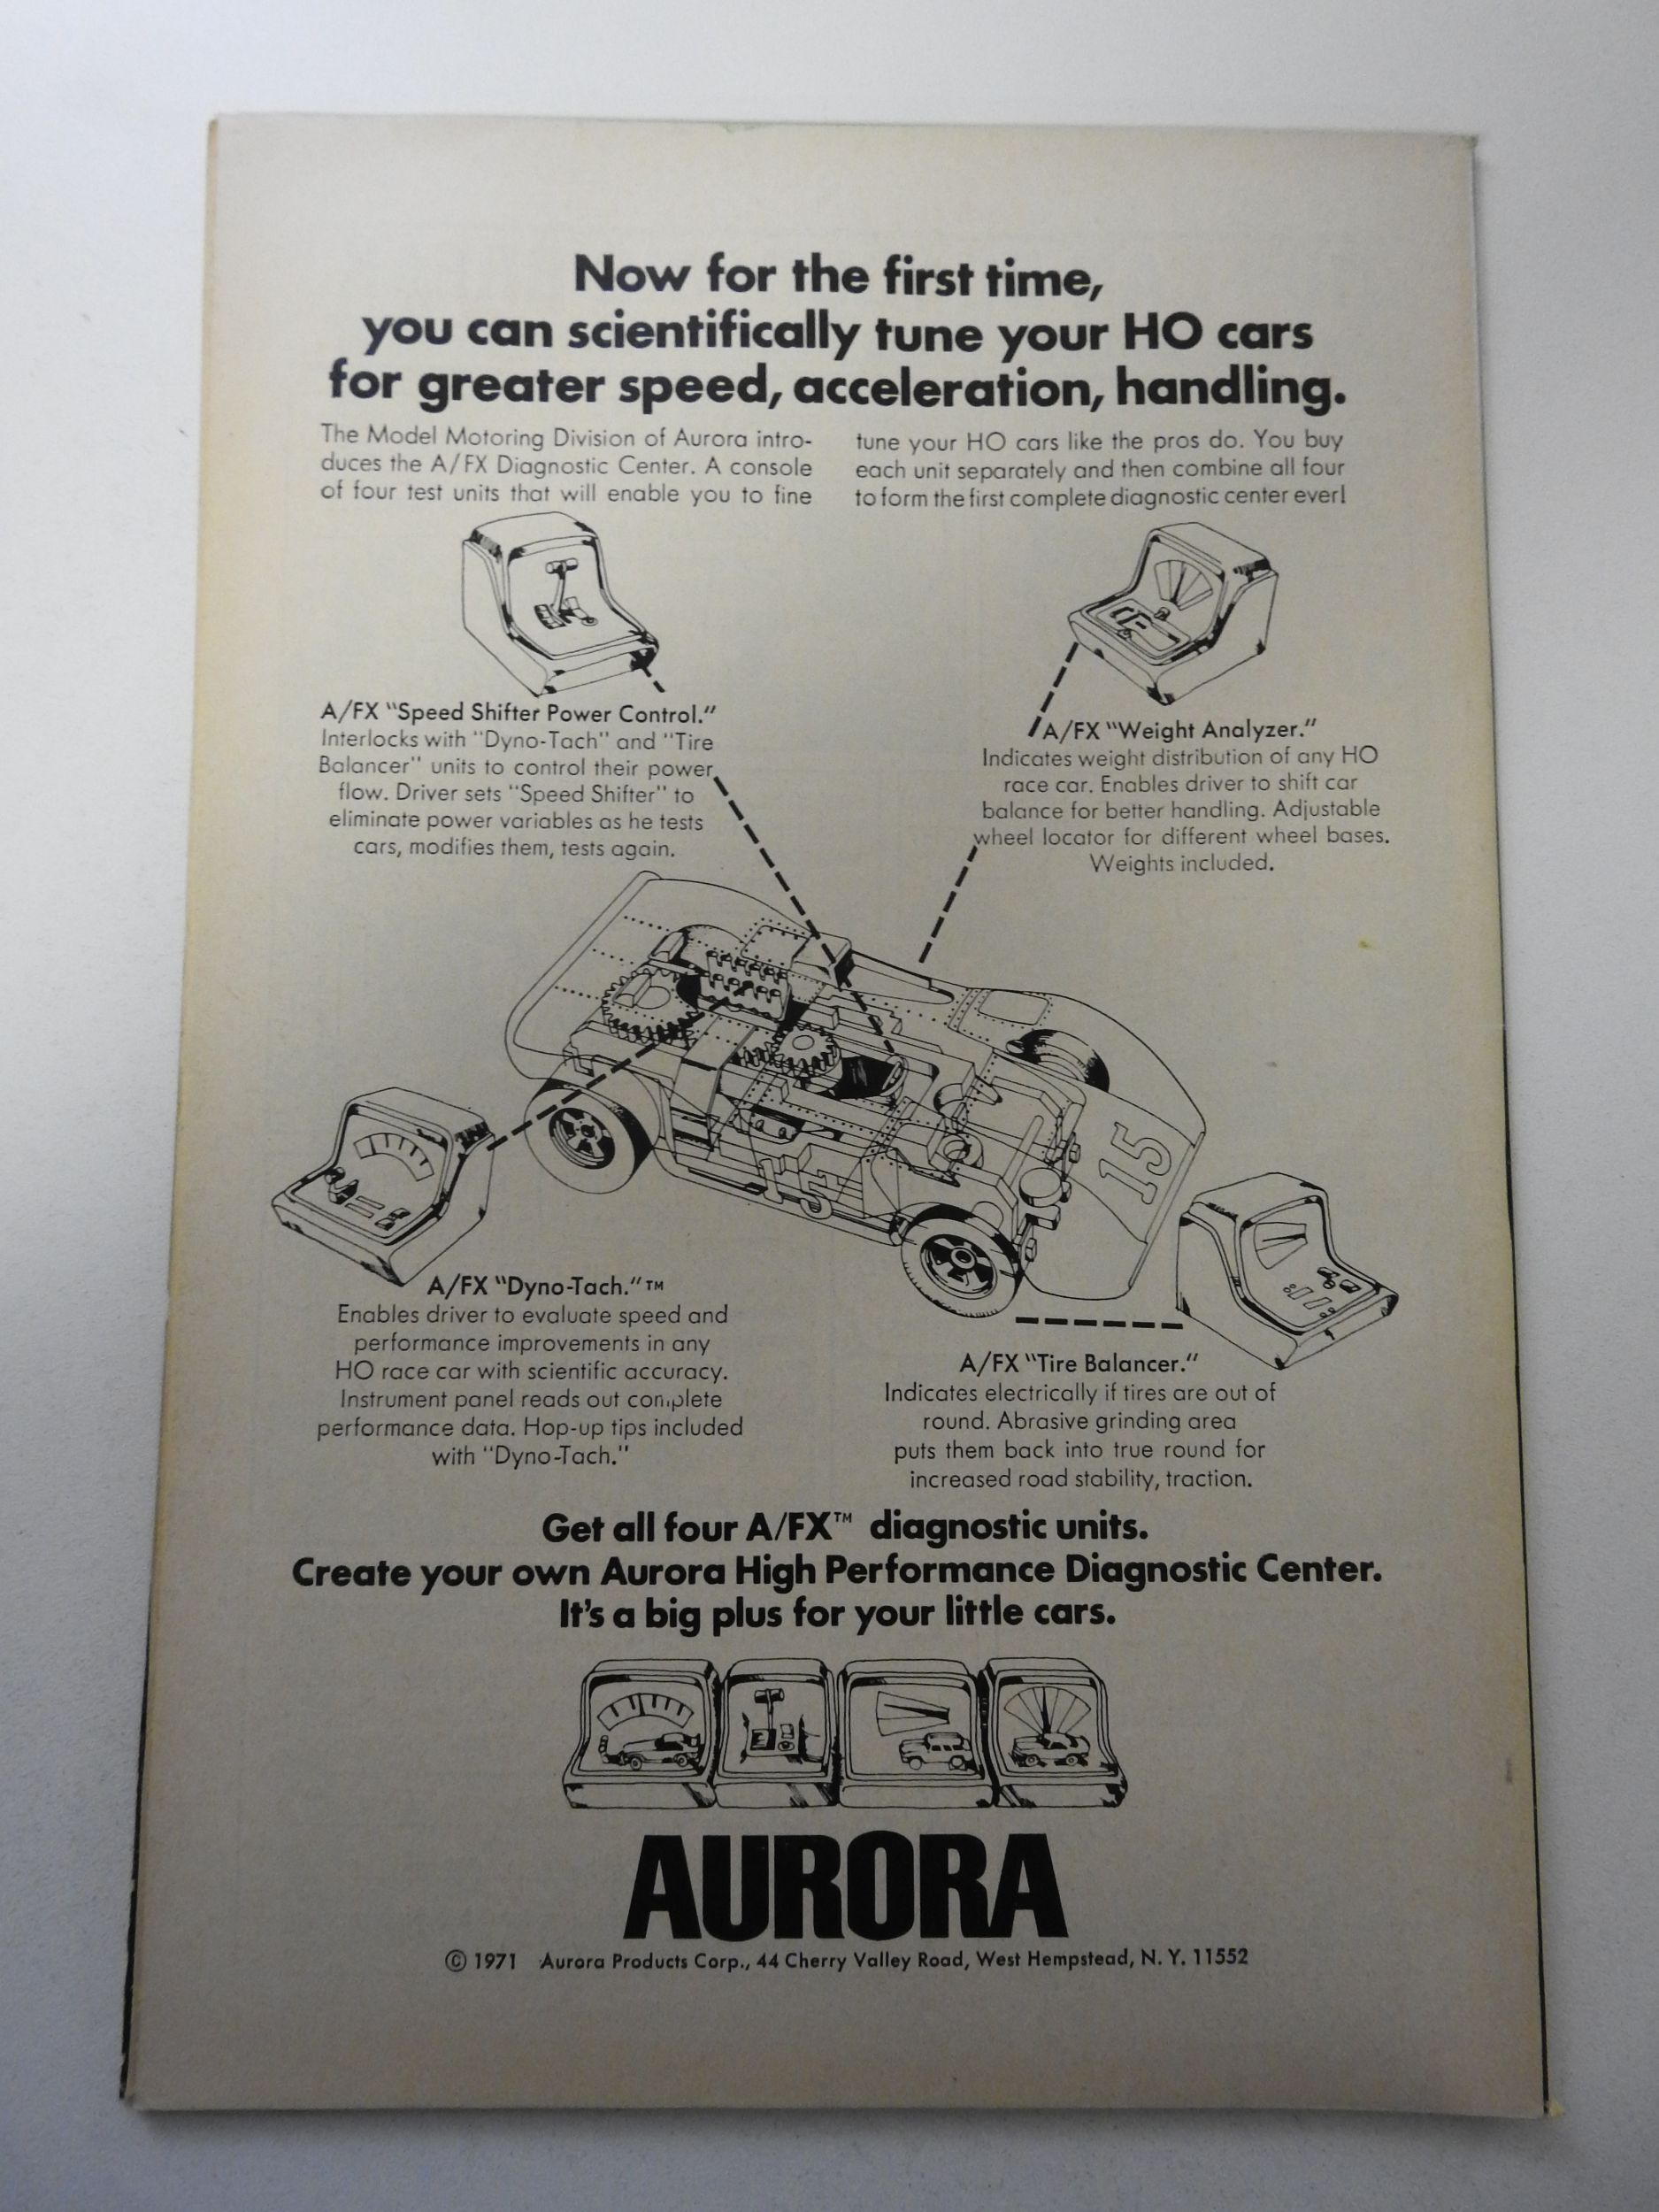 Now for the first time,
you can scientifically tune your HO cars
for greater speed, acceleration, handling.
The Model Motoring Division of Aurora intro-
duces the A/FX Diagnostic Center. A console
of four test units that will enable you to fine
tune your HO cars like the pros do. You buy
each unit separately and then combine all four
to form the first complete diagnostic center ever!
A/FX "Speed Shifter Power Control."
Interlocks with "Dyno-Tach" and "Tire
Balancer" units to control their power
flow. Driver sets "Speed Shifter" to
eliminate power variables as he tests
cars, modifies them, tests again.
A/FX "Weight Analyzer."
Indicates weight distribution of any HO
race car. Enables driver to shift car
balance for better handling. Adjustable
wheel locator for different wheel bases.
Weights included.
15
15
A/FX "Dyno-Tach."™
Enables driver to evaluate speed and
performance improvements in any
HO race car with scientific accuracy.
Instrument panel reads out complete
performance data. Hop-up tips included
with "Dyno-Tach."
A/FX "Tire Balancer."
Indicates electrically if tires are out of
round. Abrasive grinding area
puts them back into true round for
increased road stability, traction.
Get all four A/FX™ diagnostic units.
Create your own Aurora High Performance Diagnostic Center.
It's a big plus for your little cars.
AURORA
© 1971 Aurora Products Corp., 44 Cherry Valley Road, West Hempstead, N. Y. 11552